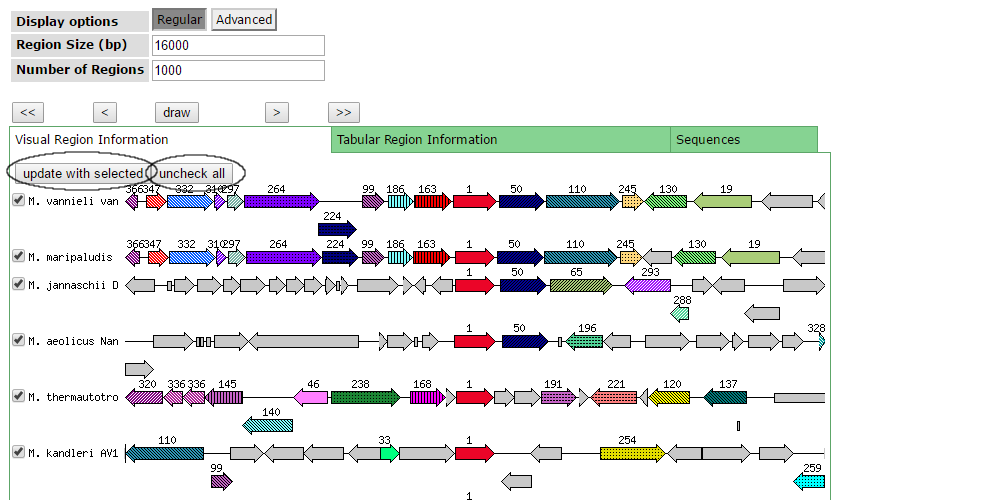 Display options Regular Advanced
Region Size (bp) 16000
Number of Regions 1000
<< < draw > >>
Visual Region Information Tabular Region Information Sequences
update with selected uncheck all
366 347 332 310 297 264 99 186 163 1 50 110 245 130 19
M. vannieli van
224
366 347 332 310 297 264 224 99 186 163 1 50 110 245 130 19
M. maripaludis
1 50 65 293
M. jannaschii D
288
1 50 196 328
M. aeolicus Nan
320 336 336 145 46 238 168 1 191 221 120 137
M. thermautotro
140
110 33 1 254
M. kandleri AV1
99 259
1